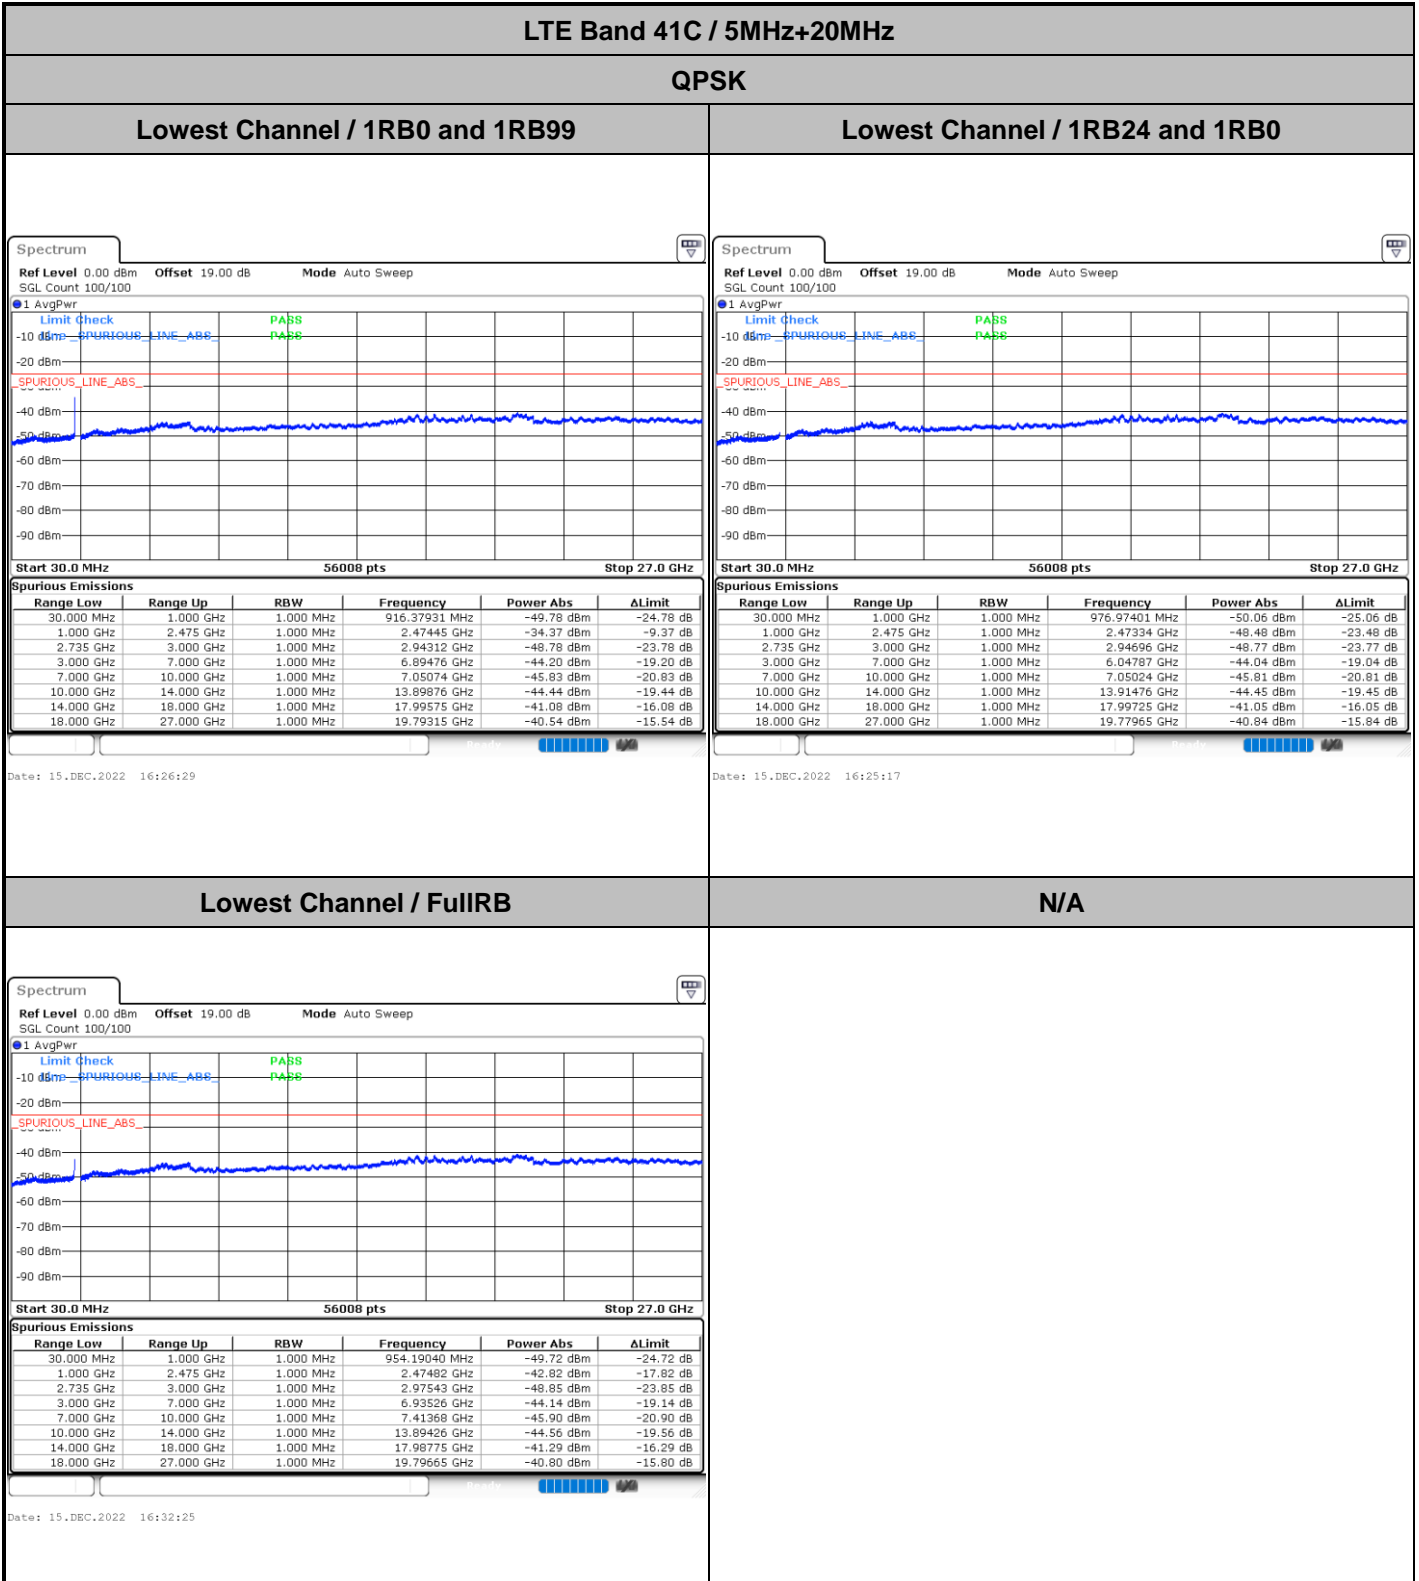 LTE Band 41C / 5MHz+20MHz
QPSK
Lowest Channel / 1RB0 and 1RB99
Lowest Channel / 1RB24 and 1RB0
Spectrum
Ref Level 0.00 dBm Offset 19.00 dB Mode Auto Sweep
SGL Count 100/100
1 AvgPwr
Limit Check PASS
Line _SPURIOUS_LINE_ABS_ PASS
-10 dBm
-20 dBm
_SPURIOUS_LINE_ABS_
-40 dBm
-50 dBm
-60 dBm
-70 dBm
-80 dBm
-90 dBm
Start 30.0 MHz 56008 pts Stop 27.0 GHz
Spurious Emissions
Range Low Range Up RBW Frequency Power Abs ΔLimit
30.000 MHz 1.000 GHz 1.000 MHz 916.37931 MHz -49.78 dBm -24.78 dB
1.000 GHz 2.475 GHz 1.000 MHz 2.47445 GHz -34.37 dBm -9.37 dB
2.735 GHz 3.000 GHz 1.000 MHz 2.94312 GHz -48.78 dBm -23.78 dB
3.000 GHz 7.000 GHz 1.000 MHz 6.89476 GHz -44.20 dBm -19.20 dB
7.000 GHz 10.000 GHz 1.000 MHz 7.05074 GHz -45.83 dBm -20.83 dB
10.000 GHz 14.000 GHz 1.000 MHz 13.89876 GHz -44.44 dBm -19.44 dB
14.000 GHz 18.000 GHz 1.000 MHz 17.99575 GHz -41.08 dBm -16.08 dB
18.000 GHz 27.000 GHz 1.000 MHz 19.79315 GHz -40.54 dBm -15.54 dB
Ready
Date: 15.DEC.2022 16:26:29
Spectrum
Ref Level 0.00 dBm Offset 19.00 dB Mode Auto Sweep
SGL Count 100/100
1 AvgPwr
Limit Check PASS
Line _SPURIOUS_LINE_ABS_ PASS
-10 dBm
-20 dBm
_SPURIOUS_LINE_ABS_
-40 dBm
-50 dBm
-60 dBm
-70 dBm
-80 dBm
-90 dBm
Start 30.0 MHz 56008 pts Stop 27.0 GHz
Spurious Emissions
Range Low Range Up RBW Frequency Power Abs ΔLimit
30.000 MHz 1.000 GHz 1.000 MHz 976.97401 MHz -50.06 dBm -25.06 dB
1.000 GHz 2.475 GHz 1.000 MHz 2.47334 GHz -48.48 dBm -23.48 dB
2.735 GHz 3.000 GHz 1.000 MHz 2.94696 GHz -48.77 dBm -23.77 dB
3.000 GHz 7.000 GHz 1.000 MHz 6.04787 GHz -44.04 dBm -19.04 dB
7.000 GHz 10.000 GHz 1.000 MHz 7.05024 GHz -45.81 dBm -20.81 dB
10.000 GHz 14.000 GHz 1.000 MHz 13.91476 GHz -44.45 dBm -19.45 dB
14.000 GHz 18.000 GHz 1.000 MHz 17.99725 GHz -41.05 dBm -16.05 dB
18.000 GHz 27.000 GHz 1.000 MHz 19.77965 GHz -40.84 dBm -15.84 dB
Ready
Date: 15.DEC.2022 16:25:17
Lowest Channel / FullRB
N/A
Spectrum
Ref Level 0.00 dBm Offset 19.00 dB Mode Auto Sweep
SGL Count 100/100
1 AvgPwr
Limit Check PASS
Line _SPURIOUS_LINE_ABS_ PASS
-10 dBm
-20 dBm
_SPURIOUS_LINE_ABS_
-40 dBm
-50 dBm
-60 dBm
-70 dBm
-80 dBm
-90 dBm
Start 30.0 MHz 56008 pts Stop 27.0 GHz
Spurious Emissions
Range Low Range Up RBW Frequency Power Abs ΔLimit
30.000 MHz 1.000 GHz 1.000 MHz 954.19040 MHz -49.72 dBm -24.72 dB
1.000 GHz 2.475 GHz 1.000 MHz 2.47482 GHz -42.82 dBm -17.82 dB
2.735 GHz 3.000 GHz 1.000 MHz 2.97543 GHz -48.85 dBm -23.85 dB
3.000 GHz 7.000 GHz 1.000 MHz 6.93526 GHz -44.14 dBm -19.14 dB
7.000 GHz 10.000 GHz 1.000 MHz 7.41368 GHz -45.90 dBm -20.90 dB
10.000 GHz 14.000 GHz 1.000 MHz 13.89426 GHz -44.56 dBm -19.56 dB
14.000 GHz 18.000 GHz 1.000 MHz 17.98775 GHz -41.29 dBm -16.29 dB
18.000 GHz 27.000 GHz 1.000 MHz 19.79665 GHz -40.80 dBm -15.80 dB
Ready
Date: 15.DEC.2022 16:32:25